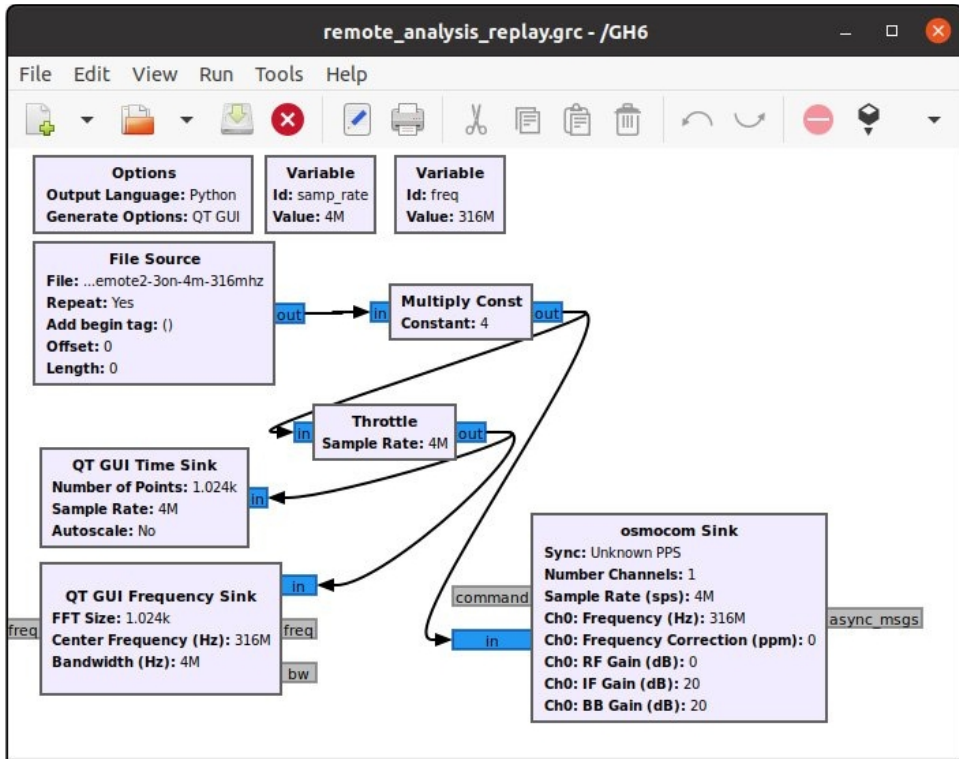 remote_analysis_replay.grc - /GH6
File Edit View Run Tools Help
Options
Output Language: Python
Generate Options: QT GUI
Variable
Id: samp_rate
Value: 4M
Variable
Id: freq
Value: 316M
File Source
File: ...emote2-3on-4m-316mhz
Repeat: Yes
Add begin tag: ()
Offset: 0
Length: 0
out
in
Multiply Const
Constant: 4
out
in
Throttle
Sample Rate: 4M
out
QT GUI Time Sink
Number of Points: 1.024k
Sample Rate: 4M
Autoscale: No
in
freq
QT GUI Frequency Sink
FFT Size: 1.024k
Center Frequency (Hz): 316M
Bandwidth (Hz): 4M
in
freq
bw
command
in
osmocom Sink
Sync: Unknown PPS
Number Channels: 1
Sample Rate (sps): 4M
Ch0: Frequency (Hz): 316M
Ch0: Frequency Correction (ppm): 0
Ch0: RF Gain (dB): 0
Ch0: IF Gain (dB): 20
Ch0: BB Gain (dB): 20
async_msgs